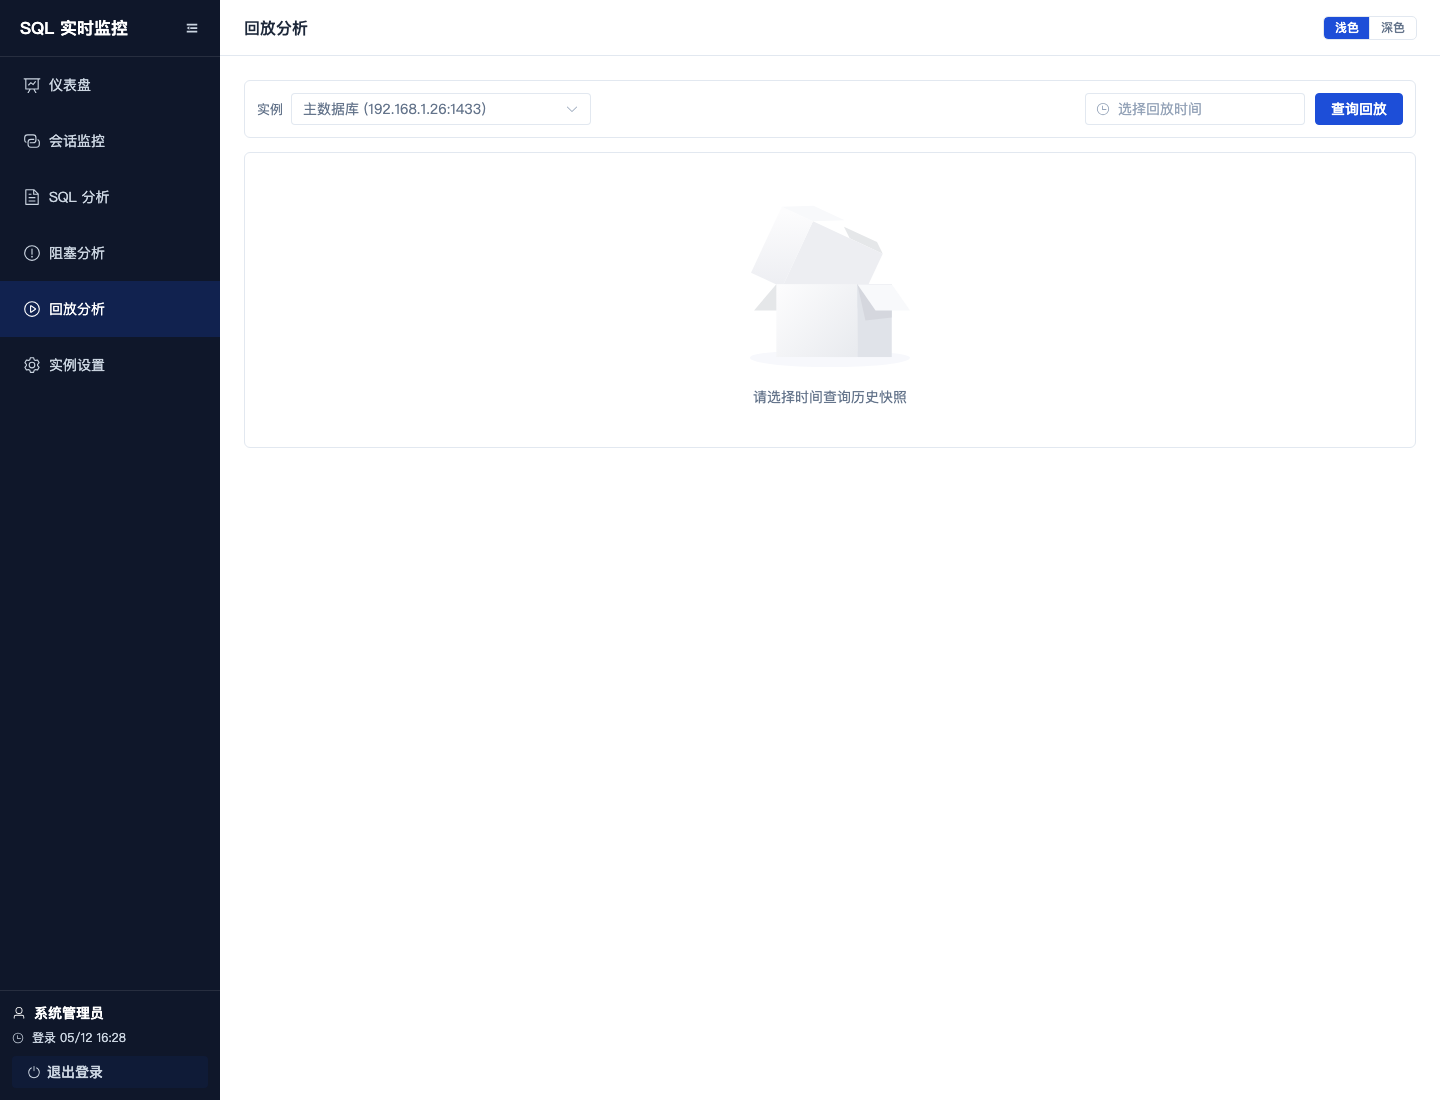 SQL 实时监控
仪表盘
会话监控
SQL 分析
阻塞分析
回放分析
实例设置
系统管理员
登录 05/12 16:28
退出登录
回放分析
浅色 深色
实例 主数据库 (192.168.1.26:1433) 选择回放时间 查询回放
请选择时间查询历史快照